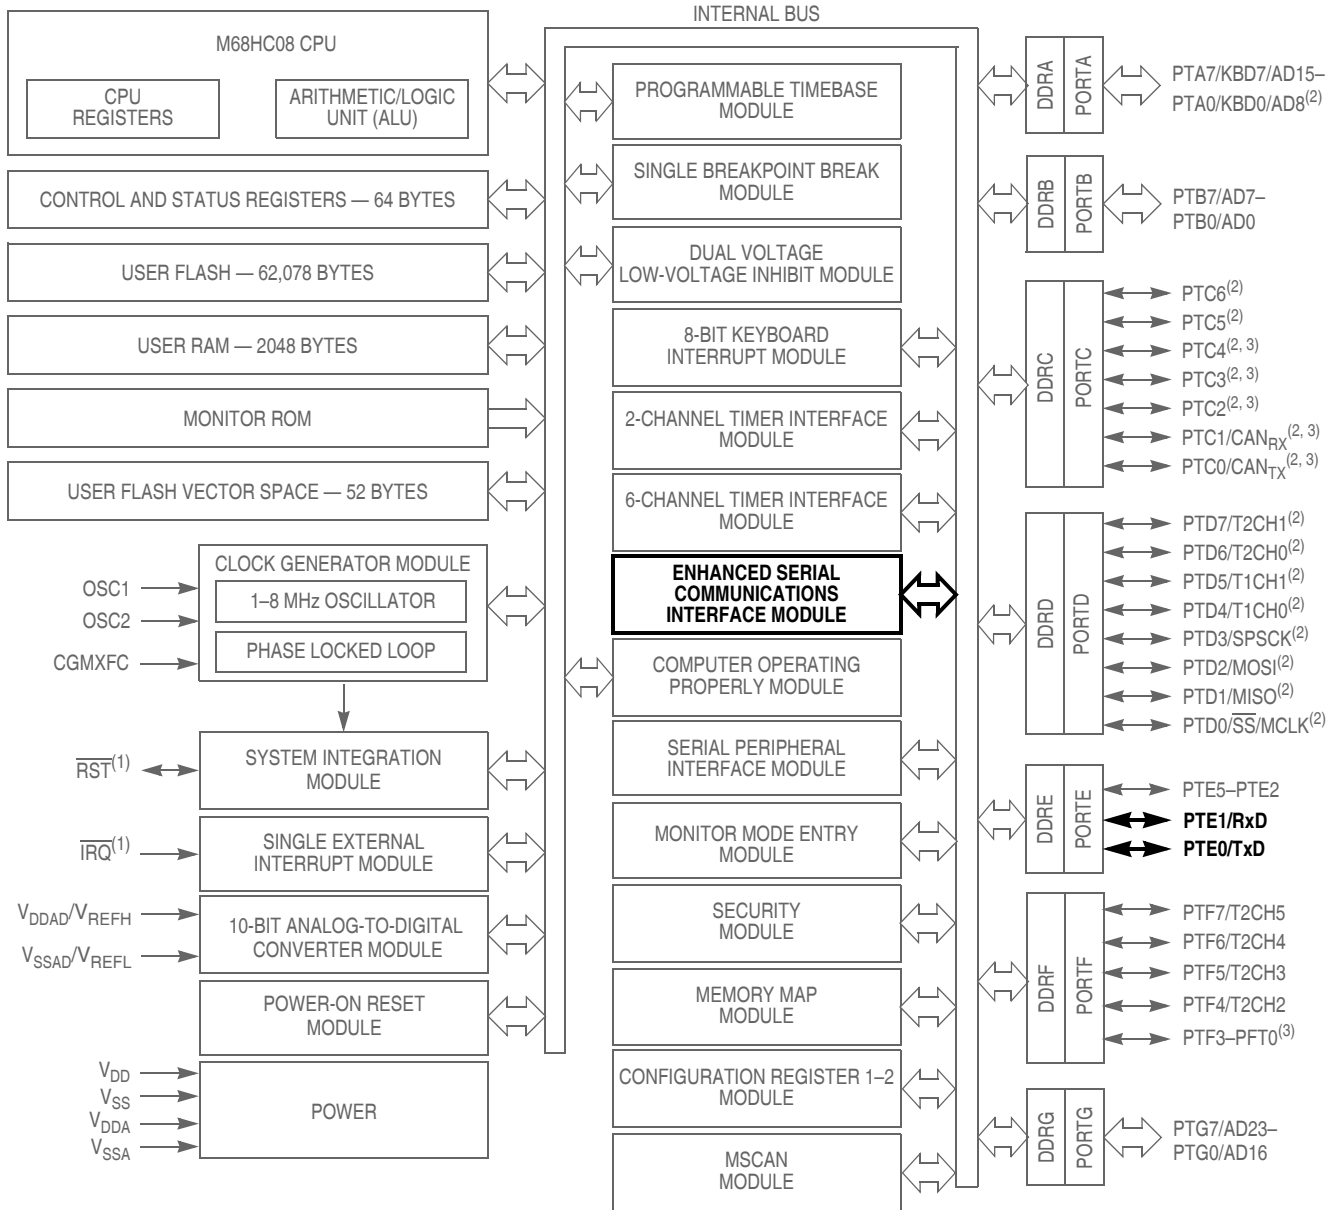 INTERNAL BUS
M68HC08 CPU
CPU
REGISTERS
ARITHMETIC/LOGIC
UNIT (ALU)
CONTROL AND STATUS REGISTERS — 64 BYTES
USER FLASH — 62,078 BYTES
USER RAM — 2048 BYTES
MONITOR ROM
USER FLASH VECTOR SPACE — 52 BYTES
OSC1
OSC2
CGMXFC
CLOCK GENERATOR MODULE
1–8 MHz OSCILLATOR
PHASE LOCKED LOOP
RST(1)
SYSTEM INTEGRATION
MODULE
IRQ(1)
SINGLE EXTERNAL
INTERRUPT MODULE
VDDAD/VREFH
VSSAD/VREFL
10-BIT ANALOG-TO-DIGITAL
CONVERTER MODULE
POWER-ON RESET
MODULE
VDD
VSS
VDDA
VSSA
POWER
PROGRAMMABLE TIMEBASE
MODULE
SINGLE BREAKPOINT BREAK
MODULE
DUAL VOLTAGE
LOW-VOLTAGE INHIBIT MODULE
8-BIT KEYBOARD
INTERRUPT MODULE
2-CHANNEL TIMER INTERFACE
MODULE
6-CHANNEL TIMER INTERFACE
MODULE
ENHANCED SERIAL
COMMUNICATIONS
INTERFACE MODULE
COMPUTER OPERATING
PROPERLY MODULE
SERIAL PERIPHERAL
INTERFACE MODULE
MONITOR MODE ENTRY
MODULE
SECURITY
MODULE
MEMORY MAP
MODULE
CONFIGURATION REGISTER 1–2
MODULE
MSCAN
MODULE
DDRA
PORTA
PTA7/KBD7/AD15–
PTA0/KBD0/AD8(2)
DDRB
PORTB
PTB7/AD7–
PTB0/AD0
DDRC
PORTC
PTC6(2)
PTC5(2)
PTC4(2, 3)
PTC3(2, 3)
PTC2(2, 3)
PTC1/CANRX(2, 3)
PTC0/CANTX(2, 3)
DDRD
PORTD
PTD7/T2CH1(2)
PTD6/T2CH0(2)
PTD5/T1CH1(2)
PTD4/T1CH0(2)
PTD3/SPSCK(2)
PTD2/MOSI(2)
PTD1/MISO(2)
PTD0/SS/MCLK(2)
DDRE
PORTE
PTE5–PTE2
PTE1/RxD
PTE0/TxD
DDRF
PORTF
PTF7/T2CH5
PTF6/T2CH4
PTF5/T2CH3
PTF4/T2CH2
PTF3–PFT0(3)
DDRG
PORTG
PTG7/AD23–
PTG0/AD16